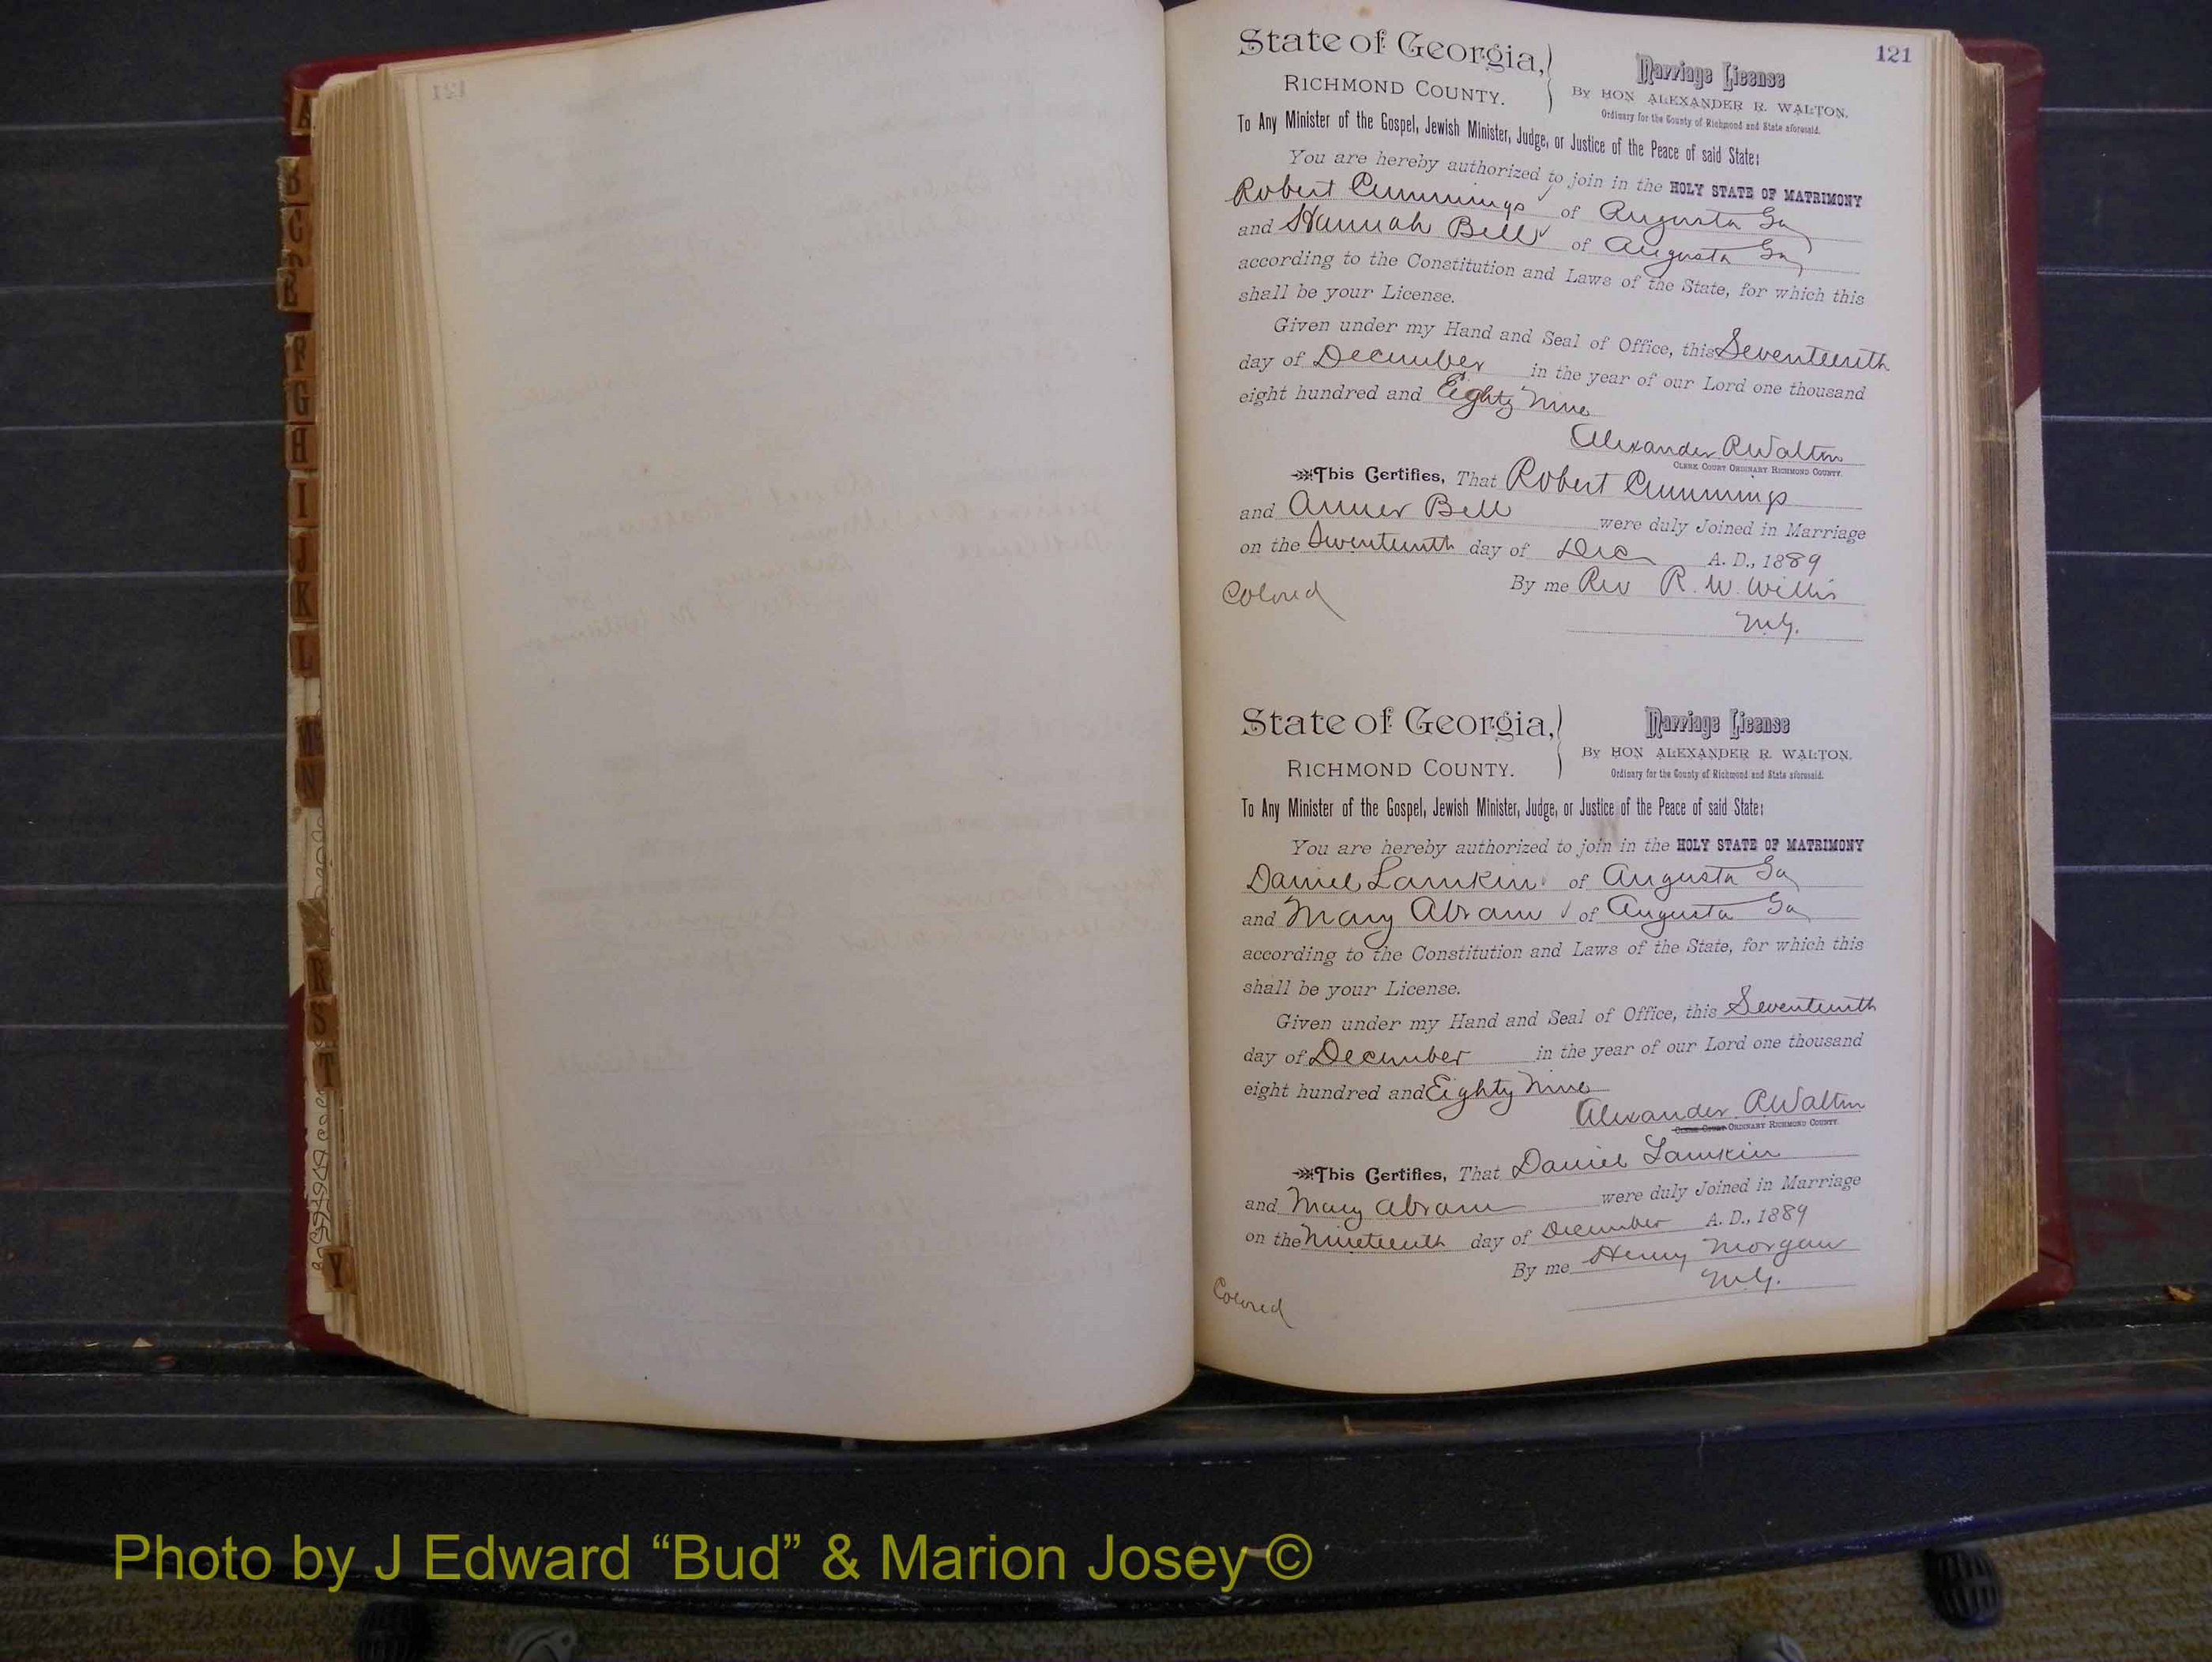 121
State of Georgia,
RICHMOND COUNTY.
Marriage License
By HON ALEXANDER R. WALTON.
Ordinary for the County of Richmond and State aforesaid.
To Any Minister of the Gospel, Jewish Minister, Judge, or Justice of the Peace of said State:
You are hereby authorized to join in the HOLY STATE OF MATRIMONY
Robert Cummings of Augusta Ga
and Hannah Bell of Augusta Ga
according to the Constitution and Laws of the State, for which this
shall be your License.
Given under my Hand and Seal of Office, this Seventeenth
day of December in the year of our Lord one thousand
eight hundred and Eighty Nine
Alexander R Walton
CLERK COURT ORDINARY RICHMOND COUNTY.
This Certifies, That Robert Cummings
and Anner Bell were duly Joined in Marriage
on the Seventeenth day of Dec A. D., 1889
By me Rev R. W. Willis
Colored
M.G.
State of Georgia,
RICHMOND COUNTY.
Marriage License
By HON ALEXANDER R. WALTON.
Ordinary for the County of Richmond and State aforesaid.
To Any Minister of the Gospel, Jewish Minister, Judge, or Justice of the Peace of said State:
You are hereby authorized to join in the HOLY STATE OF MATRIMONY
Daniel Lamkin of Augusta Ga
and Mary Abram of Augusta Ga
according to the Constitution and Laws of the State, for which this
shall be your License.
Given under my Hand and Seal of Office, this Seventeenth
day of December in the year of our Lord one thousand
eight hundred and Eighty Nine
Alexander R Walton
CLERK COURT ORDINARY RICHMOND COUNTY.
This Certifies, That Daniel Lamkin
and Mary Abram were duly Joined in Marriage
on the Nineteenth day of December A. D., 1889
By me Henry Morgan
M.G.
Colored
A
B
C
E
F
G
H
I
J
K
L
Mc
N
R
S
T
Y
Photo by J Edward “Bud” & Marion Josey ©